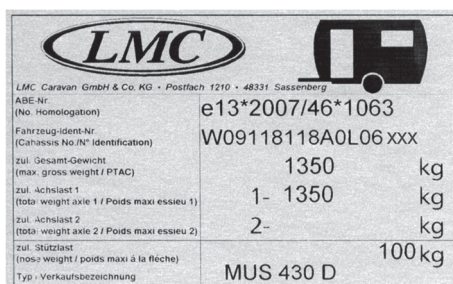 LMC
LMC Caravan GmbH & Co. KG • Postfach 1210 • 48331 Sassenberg
ABE-Nr.
(No. Homologation)
e13*2007/46*1063
Fahrzeug-Ident-Nr
(Cahassis No./N° Identification)
W09118118A0L06 xxx
zul. Gesamt-Gewicht
(max. gross weight / PTAC)
1350 kg
zul. Achslast 1
(total weight axle 1 / Poids maxi essieu 1)
1- 1350 kg
zul. Achslast 2
(total weight axle 2 / Poids maxi essieu 2)
2- kg
zul. Stützlast
(nose weight / poids maxi á la fléche)
100 kg
Typ / Verkaufsbezeichnung
MUS 430 D